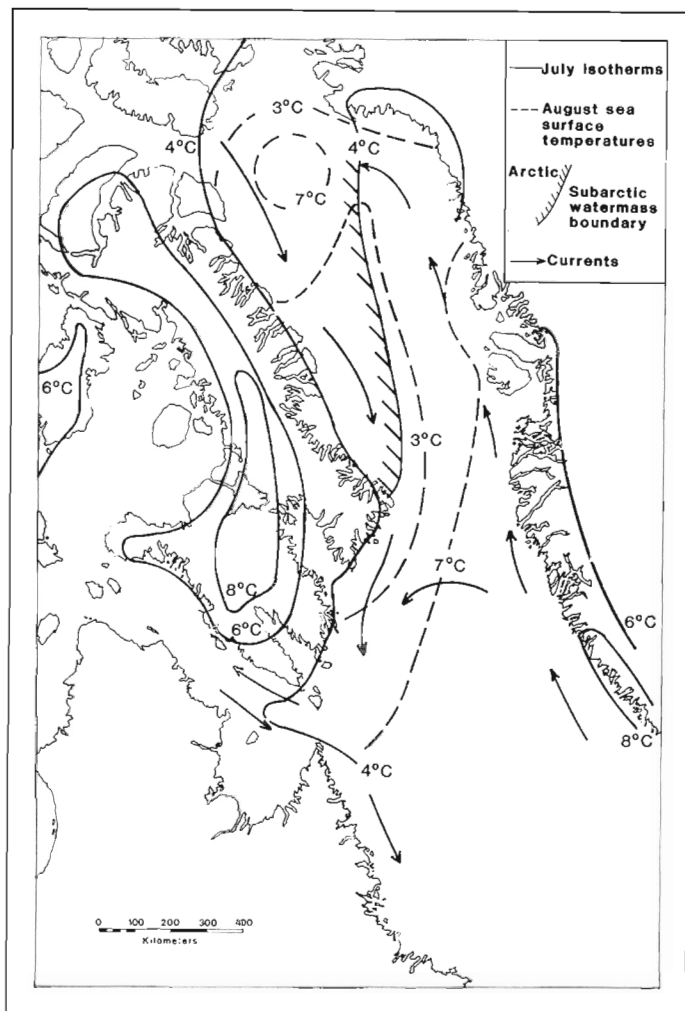 July Isotherms
August sea
surface
temperatures
Arctic
Subarctic
watermass
boundary
Currents
3°C
4°C
4°C
7°C
6°C
3°C
7°C
8°C
6°C
6°C
8°C
4°C
0 100 200 300 400
Kilometers